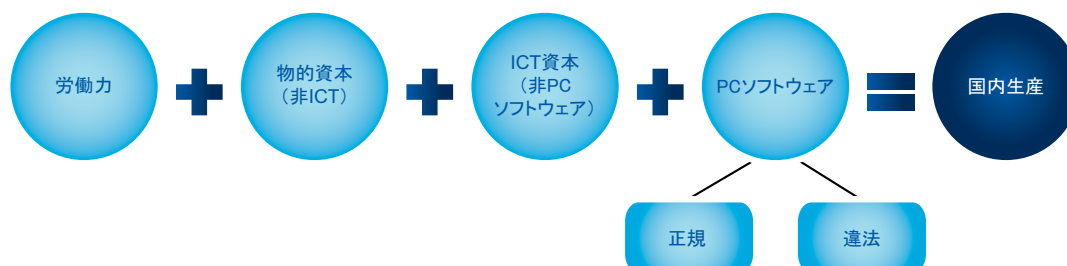 労働力
物的資本
（非ICT）
ICT資本
（非PC
ソフトウェア）
PCソフトウェア
国内生産
正規
違法